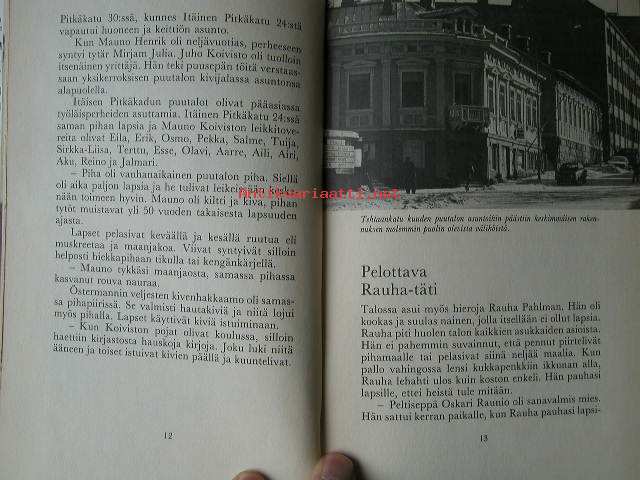 Pitkäkatu 30:ssä, kunnes Itäinen Pitkäkatu 24:stä
vapautui huoneen ja keittiön asunto.
Kun Mauno Henrik oli neljävuotias, perheeseen
syntyi tytär Mirjam Julia. Juho Koivisto oli tuolloin
itsenäinen yrittäjä. Hän teki puusepän töitä verstaas-
saan yksikerroksisen puutalon kivijalassa asuntonsa
alapuolella.
Itäisen Pitkäkadun puutalot olivat pääasiassa
työläisperheiden asuttamia. Itäinen Pitkäkatu 24:ssä
saman pihan lapsia ja Mauno Koiviston leikkitove-
reita olivat Eila, Erik, Osmo, Pekka, Salme, Tuija,
Sirkka-Liisa, Terttu, Esse, Olavi, Aarre, Aili, Airi,
Aku, Reino ja Jalmari.
– Piha oli vanhanaikainen puutalon piha. Siellä
oli aika paljon lapsia ja he tulivat leikeissään
nään toimeen hyvin. Mauno oli kiltti ja kiva, pihan
tytöt muistavat yli 50 vuoden takaisesta lapsuuden
ajasta.
Lapset pelasivat keväällä ja kesällä ruutua eli
muskreetaa ja maanjakoa. Viivat syntyivät silloin
helposti hiekkapihaan tikulla tai kengänkärjellä.
– Mauno tykkäsi maanjaosta, samassa pihassa
kasvanut rouva nauraa.
Östermannin veljesten kivenhakkaamo oli samas-
sa pihapiirissä. Se valmisti hautakiviä ja niitä lojui
myös pihalla. Lapset käyttivät kiviä istuiminaan.
– Kun Koiviston pojat olivat koulussa, silloin
haettiin kirjastosta hauskoja kirjoja. Joku luki niitä
ääneen ja toiset istuivat kivien päällä ja kuuntelivat.
12
Antikvariaatti.net
Tehtaankatu kuuden puutalon asuntoihin päästiin keskimmäisen raken-
nuksen molemmin puolin olevista väliköistä.
Pelottava
Rauha-täti
Talossa asui myös hieroja Rauha Pahlman. Hän oli
kookas ja suulas nainen, jolla itsellään ei ollut lapsia.
Rauha piti huolen talon kaikkien asukkaiden asioista.
Hän ei pahemmin suvainnut, että pennut piirtelivät
pihamaalle tai pelasivat siinä neljää maalia. Kun
pallo vahingossa lensi kukkapenkkiin ikkunan alla,
Rauha lehahti ulos kuin koston enkeli. Hän pauhasi
lapsille, ettei heistä tule mitään.
– Peltiseppä Oskari Raunio oli sanavalmis mies.
Hän sattui kerran paikalle, kun Rauha pauhasi lapsi-
13